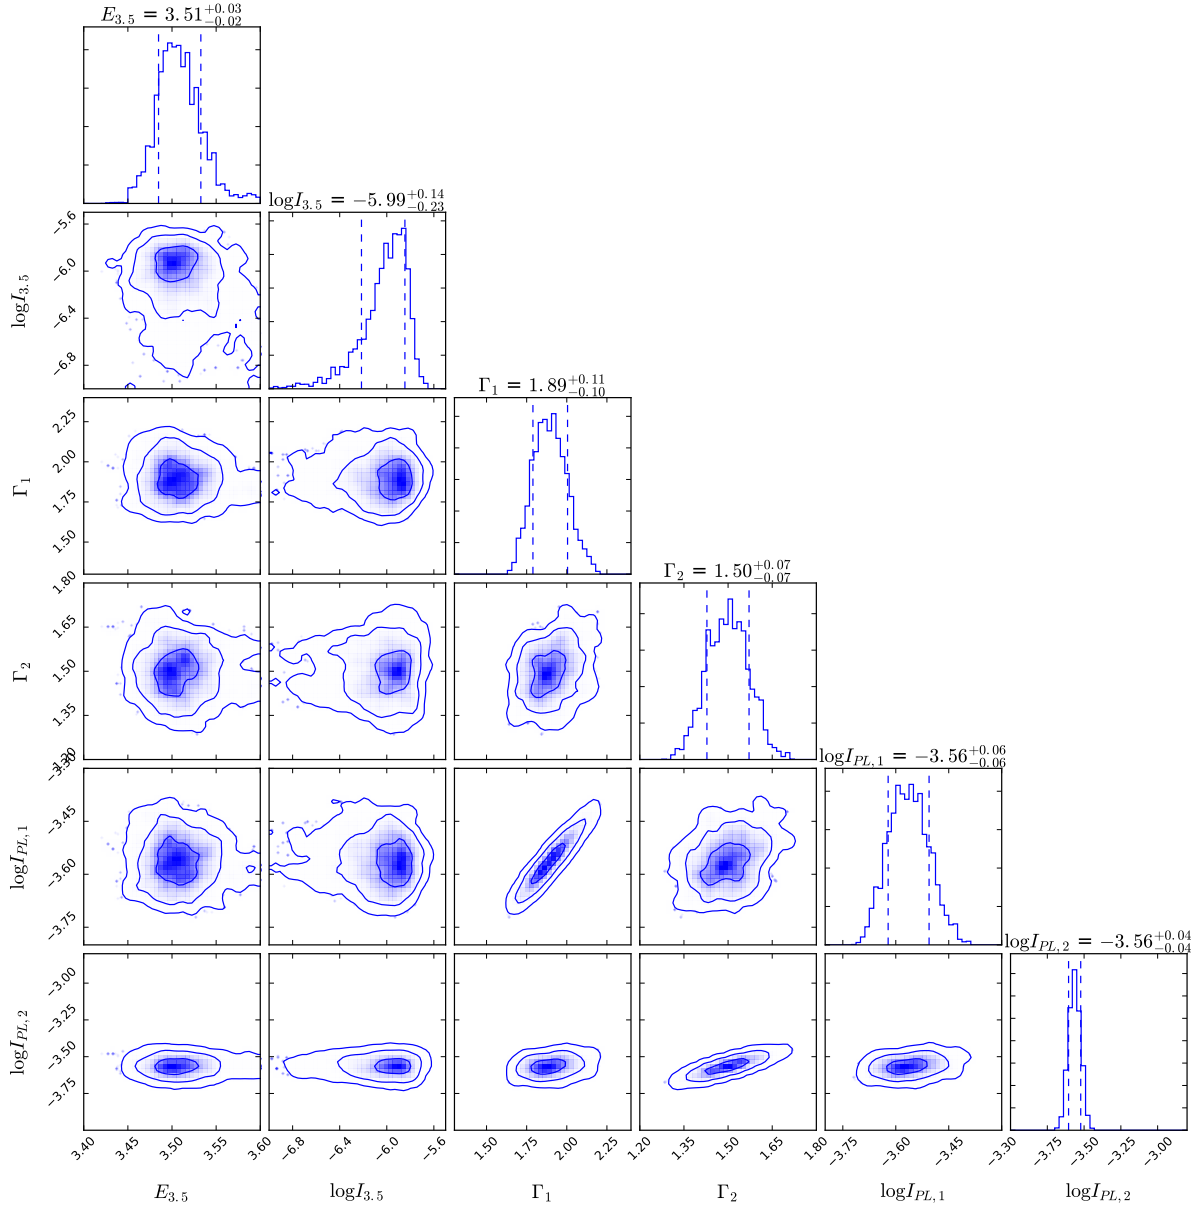 E_{3.5} = 3.51^{+0.03}_{-0.02}
logI_{3.5} = −5.99^{+0.14}_{-0.23}
−5.6
−6.0
−6.4
−6.8
logI_{3.5}
Γ_1 = 1.89^{+0.11}_{-0.10}
2.25
2.00
1.75
1.50
Γ_1
Γ_2 = 1.50^{+0.07}_{-0.07}
1.80
1.65
1.50
1.35
1.20
Γ_2
logI_{PL,1} = −3.56^{+0.06}_{-0.06}
−3.30
−3.45
−3.60
−3.75
logI_{PL,1}
logI_{PL,2} = −3.56^{+0.04}_{-0.04}
−3.00
−3.25
−3.50
−3.75
logI_{PL,2}
3.40 3.45 3.50 3.55 3.60 −6.8 −6.4 −6.0 −5.6 1.50 1.75 2.00 2.25 1.20 1.35 1.50 1.65 1.80 −3.75 −3.60 −3.45 −3.30 −3.75 −3.50 −3.25 −3.00
E_{3.5} logI_{3.5} Γ_1 Γ_2 logI_{PL,1} logI_{PL,2}